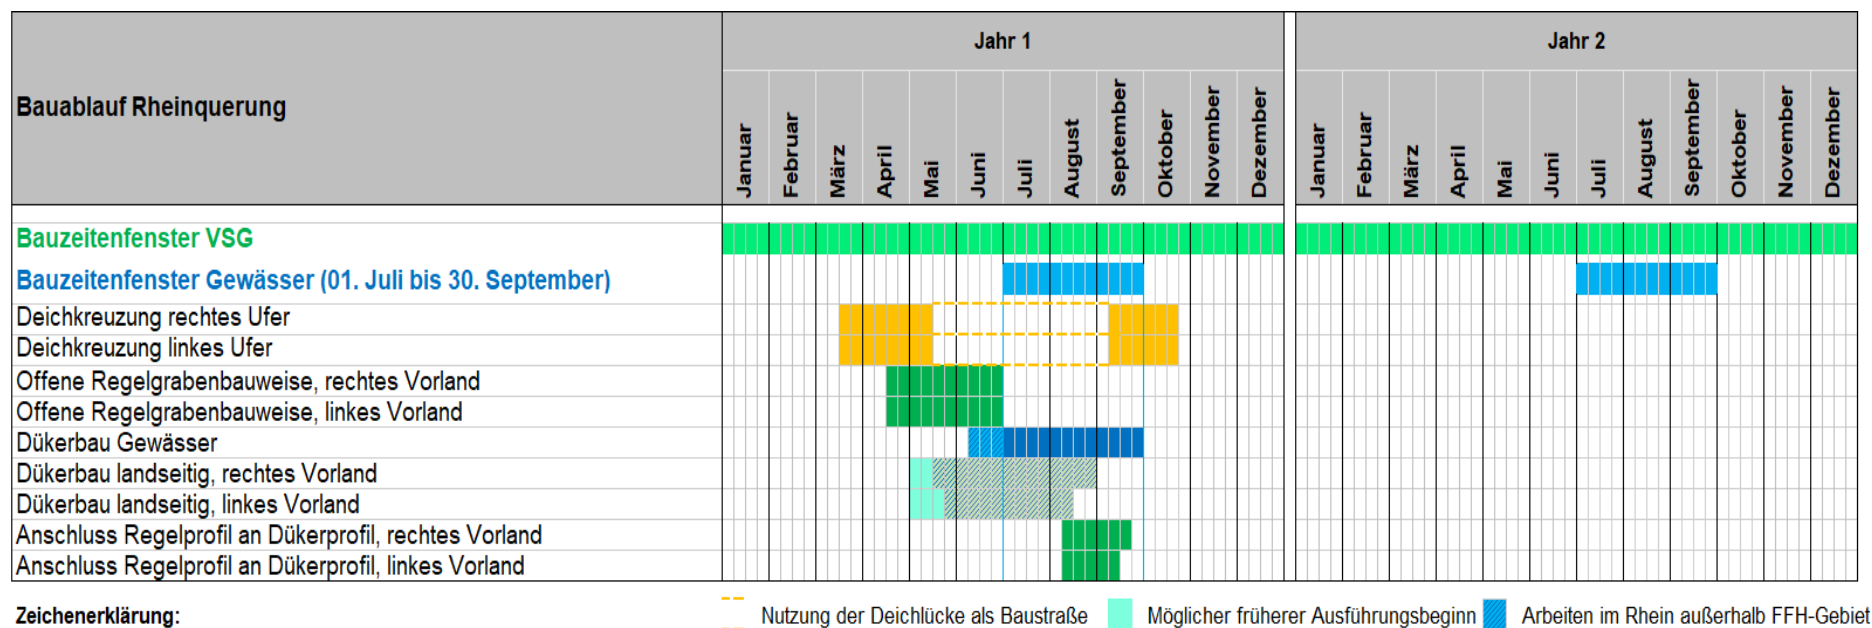 Bauablauf Rheinquerung
Jahr 1
Jahr 2
Januar
Februar
März
April
Mai
Juni
Juli
August
September
Oktober
November
Dezember
Januar
Februar
März
April
Mai
Juni
Juli
August
September
Oktober
November
Dezember
Bauzeitenfenster VSG
Bauzeitenfenster Gewässer (01. Juli bis 30. September)
Deichkreuzung rechtes Ufer
Deichkreuzung linkes Ufer
Offene Regelgrabenbauweise, rechtes Vorland
Offene Regelgrabenbauweise, linkes Vorland
Dükerbau Gewässer
Dükerbau landseitig, rechtes Vorland
Dükerbau landseitig, linkes Vorland
Anschluss Regelprofil an Dükerprofil, rechtes Vorland
Anschluss Regelprofil an Dükerprofil, linkes Vorland
Zeichenerklärung:
Nutzung der Deichlücke als Baustraße
Möglicher früherer Ausführungsbeginn
Arbeiten im Rhein außerhalb FFH-Gebiet